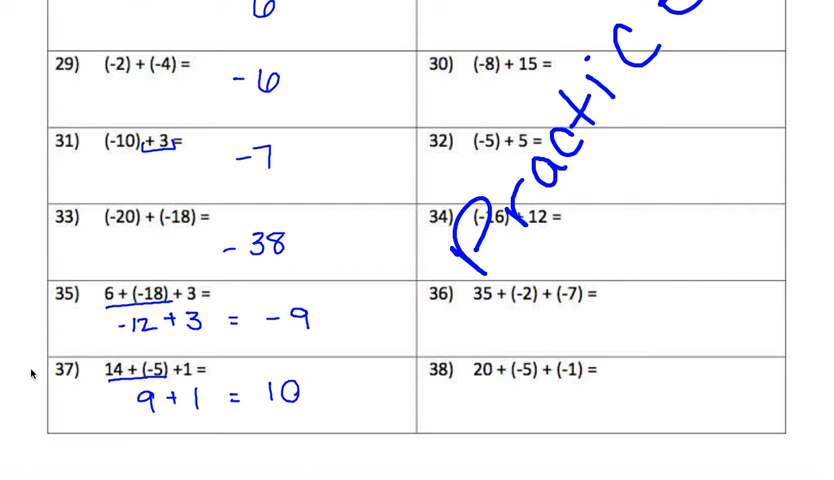 6
29) (-2) + (-4) = -6
30) (-8) + 15 =
31) (-10) + 3 = -7
32) (-5) + 5 =
33) (-20) + (-18) = -38
34) (-16) + 12 =
35) 6 + (-18) + 3 =
-12 + 3 = -9
36) 35 + (-2) + (-7) =
37) 14 + (-5) +1 =
9 + 1 = 10
38) 20 + (-5) + (-1) =
Practic